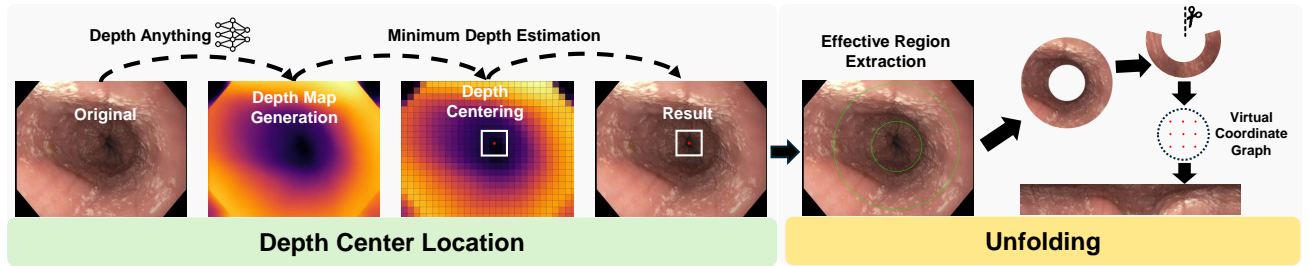 Depth Anything
Minimum Depth Estimation
Original
Depth Map
Generation
Depth
Centering
Result
Depth Center Location
Effective Region
Extraction
Virtual
Coordinate
Graph
Unfolding